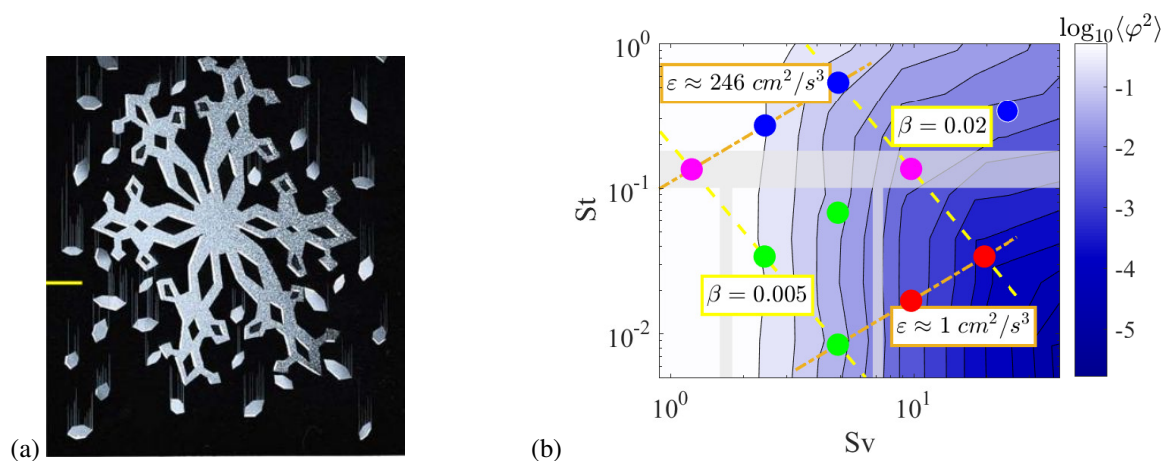 (a)
(b)
log₁₀⟨φ²⟩
10⁰
10⁻¹
10⁻²
St
ε ≈ 246 cm²/s³
β = 0.02
β = 0.005
ε ≈ 1 cm²/s³
10⁰
10¹
Sv
-1
-2
-3
-4
-5